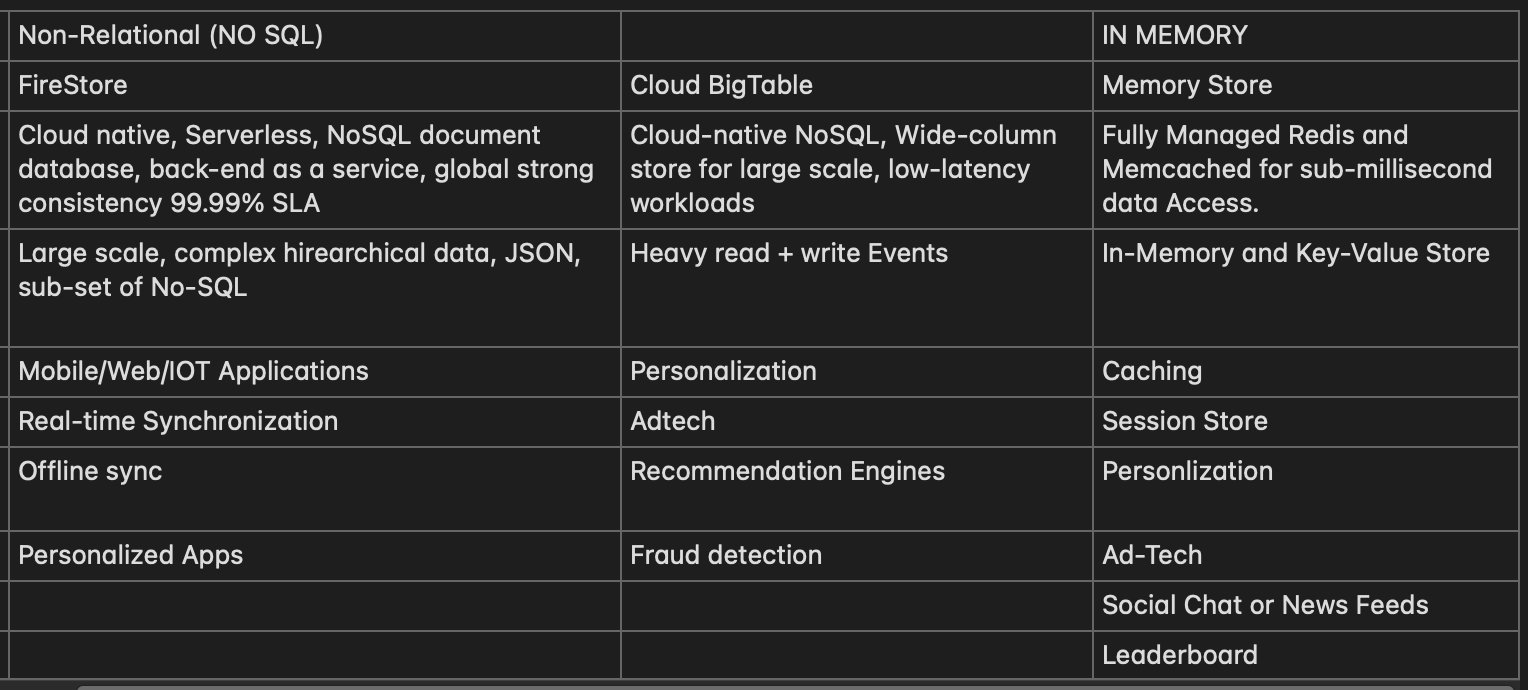 Non-Relational (NO SQL)
IN MEMORY
FireStore
Cloud BigTable
Memory Store
Cloud native, Serverless, NoSQL document
database, back-end as a service, global strong
consistency 99.99% SLA
Cloud-native NoSQL, Wide-column
store for large scale, low-latency
workloads
Fully Managed Redis and
Memcached for sub-millisecond
data Access.
Large scale, complex hirearchical data, JSON,
sub-set of No-SQL
Heavy read + write Events
In-Memory and Key-Value Store
Mobile/Web/IOT Applications
Personalization
Caching
Real-time Synchronization
Adtech
Session Store
Offline sync
Recommendation Engines
Personlization
Personalized Apps
Fraud detection
Ad-Tech
Social Chat or News Feeds
Leaderboard